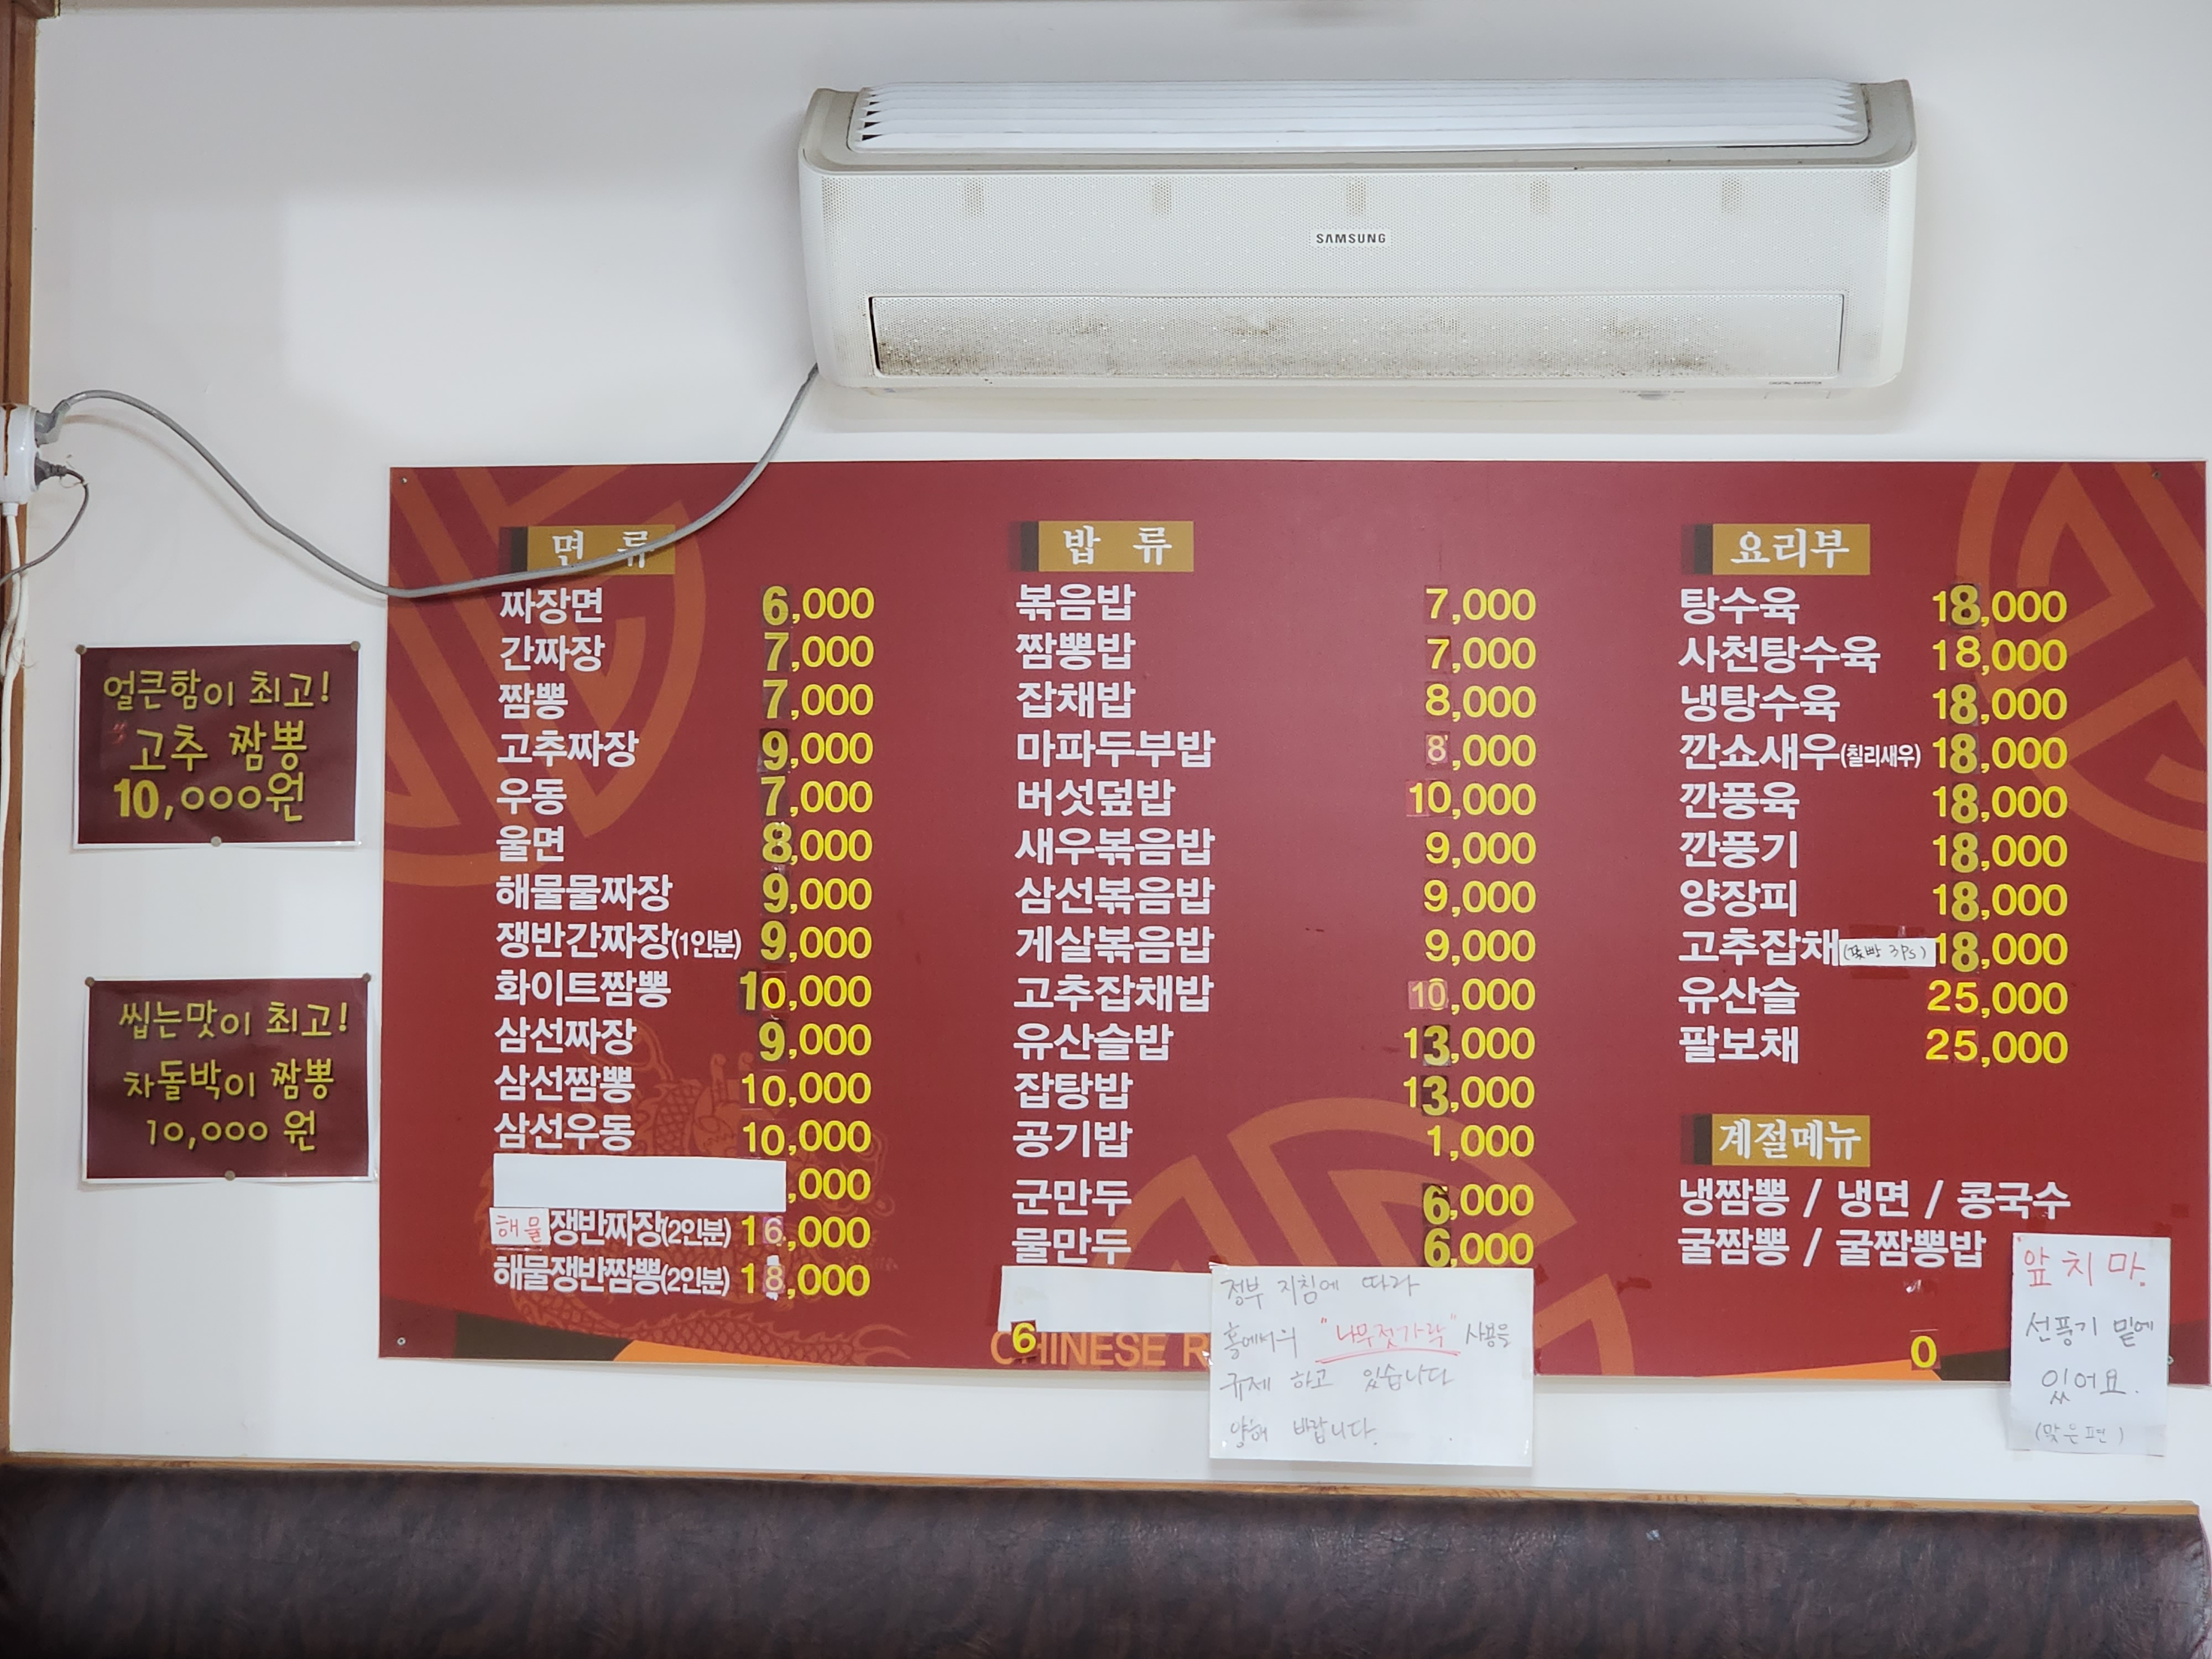 SAMSUNG
얼큰함이 최고!
고추 짬뽕
10,000원
씹는맛이 최고!
차돌박이 짬뽕
10,000 원
면 류
짜장면 6,000
간짜장 7,000
짬뽕 7,000
고추짜장 9,000
우동 7,000
울면 8,000
해물물짜장 9,000
쟁반간짜장(1인분) 9,000
화이트짬뽕 10,000
삼선짜장 9,000
삼선짬뽕 10,000
삼선우동 10,000
,000
해물쟁반짜장(2인분) 16,000
해물쟁반짬뽕(2인분) 18,000
밥 류
볶음밥 7,000
짬뽕밥 7,000
잡채밥 8,000
마파두부밥 8,000
버섯덮밥 10,000
새우볶음밥 9,000
삼선볶음밥 9,000
게살볶음밥 9,000
고추잡채밥 10,000
유산슬밥 13,000
잡탕밥 13,000
공기밥 1,000
군만두 6,000
물만두 6,000
6
CHINESE R
정부 지침에 따라
홀에서의 "나무젓가락" 사용을
규제 하고 있습니다
양해 바랍니다.
요리부
탕수육 18,000
사천탕수육 18,000
냉탕수육 18,000
깐쇼새우(칠리새우) 18,000
깐풍육 18,000
깐풍기 18,000
양장피 18,000
고추잡채(꽃빵 3PS) 18,000
유산슬 25,000
팔보채 25,000
계절메뉴
냉짬뽕 / 냉면 / 콩국수
굴짬뽕 / 굴짬뽕밥
0
앞치마.
선풍기 밑에
있어요.
(맞은편)